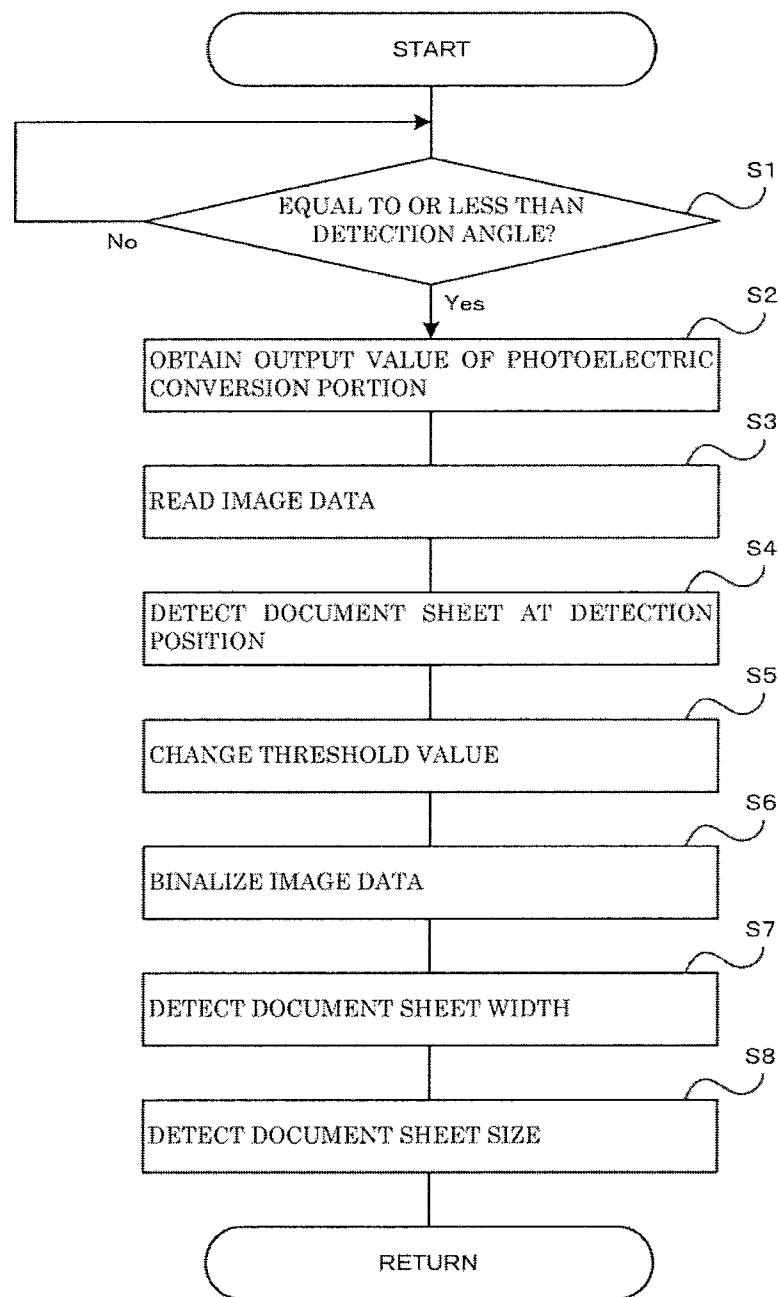 START
S1
EQUAL TO OR LESS THAN
DETECTION ANGLE?
No
Yes
S2
OBTAIN OUTPUT VALUE OF PHOTOELECTRIC
CONVERSION PORTION
S3
READ IMAGE DATA
S4
DETECT DOCUMENT SHEET AT DETECTION
POSITION
S5
CHANGE THRESHOLD VALUE
S6
BINALIZE IMAGE DATA
S7
DETECT DOCUMENT SHEET WIDTH
S8
DETECT DOCUMENT SHEET SIZE
RETURN